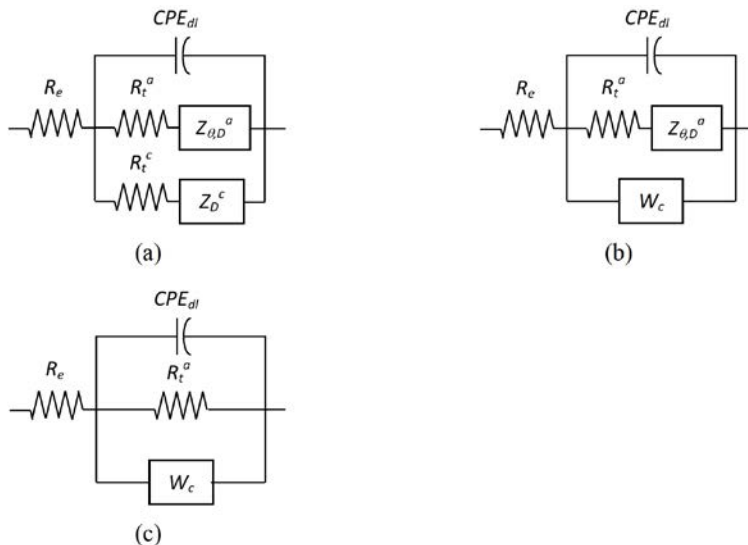 CPE_dl
R_e
R_t^a
Z_θ,D^a
R_t^c
Z_D^c
(a)
CPE_dl
R_e
R_t^a
Z_θ,D^a
W_c
(b)
CPE_dl
R_e
R_t^a
W_c
(c)